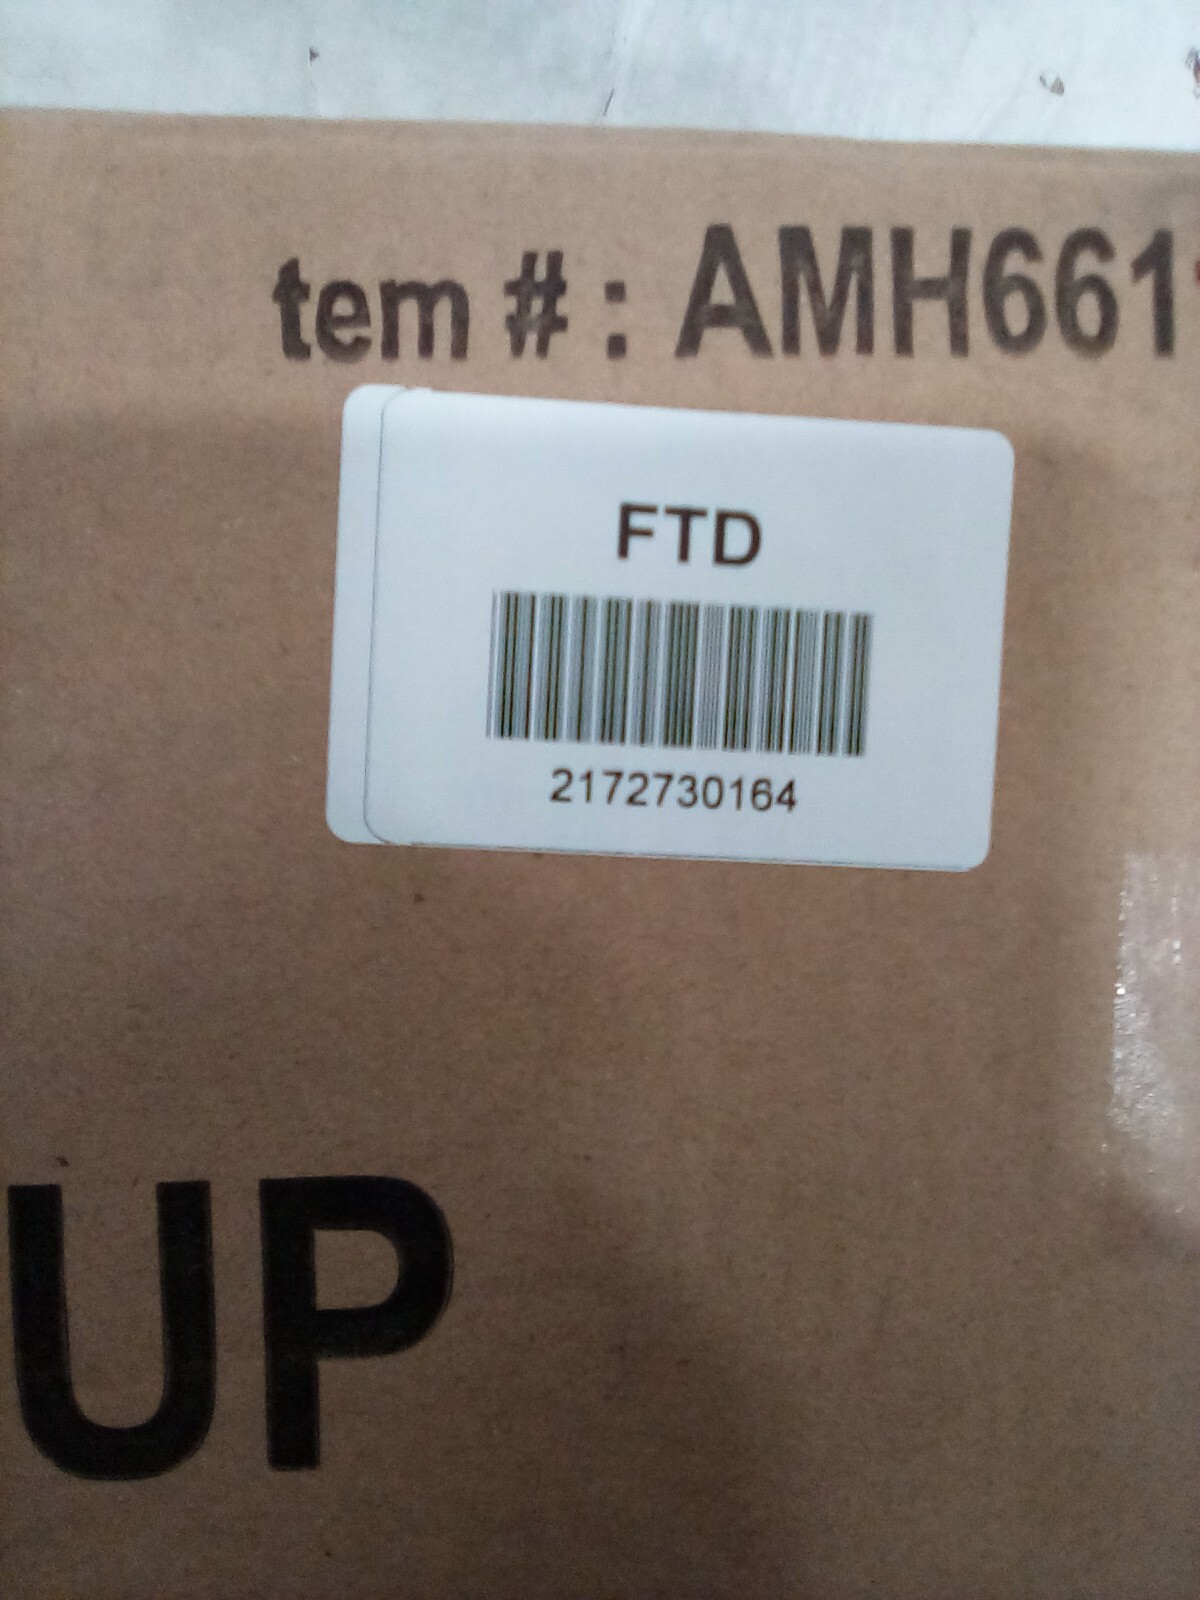 tem # : AMH661
FTD
2172730164
UP